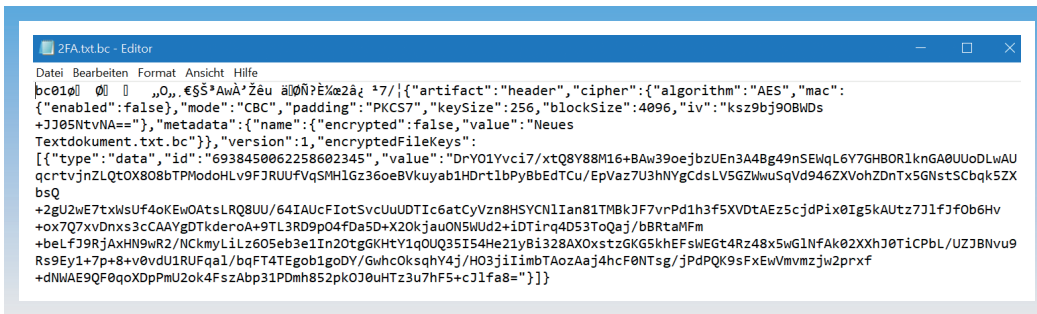 2FA.txt.bc - Editor
Datei Bearbeiten Format Ansicht Hilfe
bc01 {"artifact":"header","cipher":{"algorithm":"AES","mac":
{"enabled":false},"mode":"CBC","padding":"PKCS7","keySize":256,"blockSize":4096,"iv":"ksz9bj9OBWDs
+JJ05NtvNA=="},"metadata":{"name":{"encrypted":false,"value":"Neues
Textdokument.txt.bc"}},"version":1,"encryptedFileKeys":
[{"type":"data","id":"6938450062258602345","value":"DrYO1Yvci7/xtQ8Y88M16+BAw39oejbzUEn3A4Bg49nSEWqL6Y7GHBORlknGA0UUoDLwAU
qcrtvjnZLQtOX8O8bTPModoHLv9FJRUUfVqSMHlGz36oeBVkuyab1HDrtlbPyBbEdTCu/EpVaz7U3hNYgCdsLV5GZWwuSqVd946ZXVohZDnTx5GNstSCbqk5ZX
bsQ
+2gU2wE7txWsUf4oKEwOAtsLRQ8UU/64IAUcFIotSvcUuUDTIc6atCyVzn8HSYCNlIan81TMBkJF7vrPd1h3f5XVDtAEz5cjdPix0Ig5kAUtz7JlfJfOb6Hv
+ox7Q7xvDnxs3cCAAYgDTkderoA+9TL3RD9pO4fDa5D+X2OkjauON5WUd2+iDTirq4D53ToQaj/bBRtaMFm
+beLfJ9RjAxHN9wR2/NCkmyLiLz6O5eb3e1In2OtgGKHtY1qOUQ35I54He21yBi328AXOxstzGKG5khEFsWEGt4Rz48x5wGlNfAk02XXhJ0TiCPbL/UZJBNvu9
Rs9Ey1+7p+8+v0vdU1RUFqal/bqFT4TEgob1goDY/GwhcOksqhY4j/HO3jiIimbTAozAaj4hcF0NTsg/jPdPQK9sFxEwVmvmzjw2prxf
+dNWAE9QF0qoXDpPmU2ok4FszAbp31PDmh852pkOJ0uHTz3u7hF5+cJlfa8="}]}